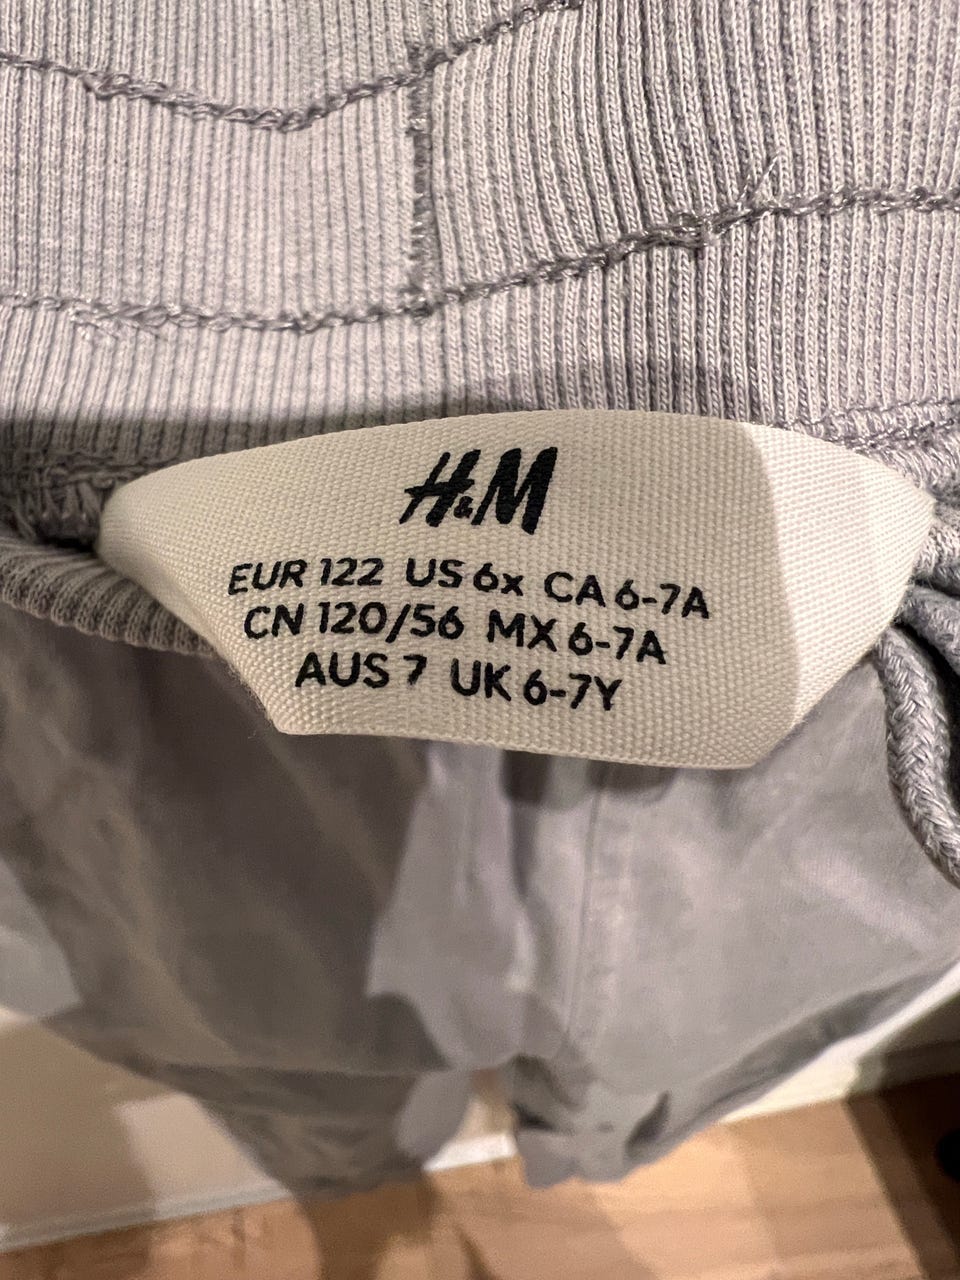 H&M
EUR 122 US 6x CA 6-7A
CN 120/56 MX 6-7A
AUS 7 UK 6-7Y